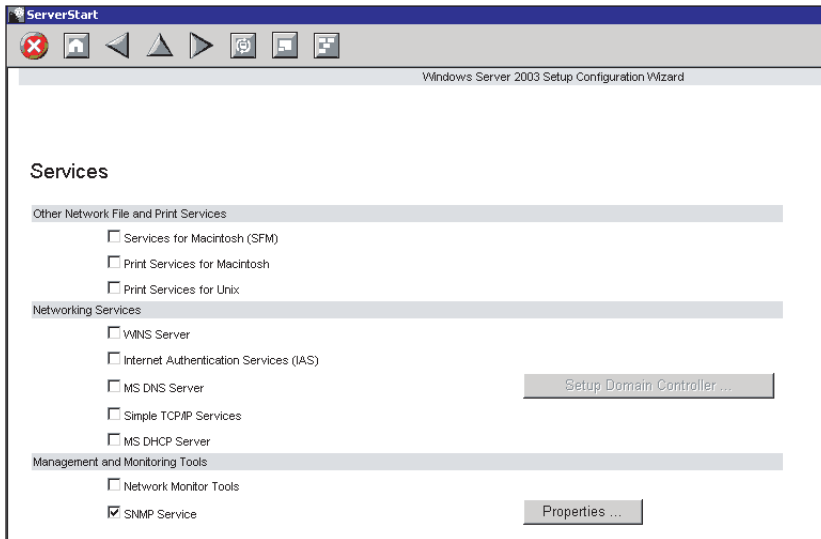 ServerStart
Windows Server 2003 Setup Configuration Wizard
Services
Other Network File and Print Services
Services for Macintosh (SFM)
Print Services for Macintosh
Print Services for Unix
Networking Services
WINS Server
Internet Authentication Services (IAS)
MS DNS Server
Setup Domain Controller ...
Simple TCP/IP Services
MS DHCP Server
Management and Monitoring Tools
Network Monitor Tools
SNMP Service
Properties ...